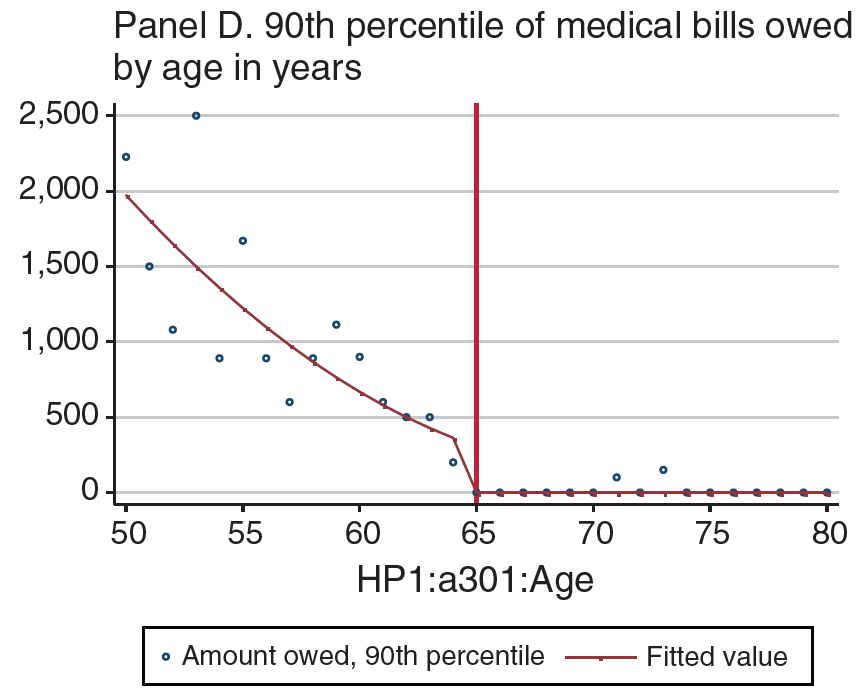 Panel D. 90th percentile of medical bills owed
by age in years
2,500
2,000
1,500
1,000
500
0
50 55 60 65 70 75 80
HP1:a301:Age
Amount owed, 90th percentile Fitted value